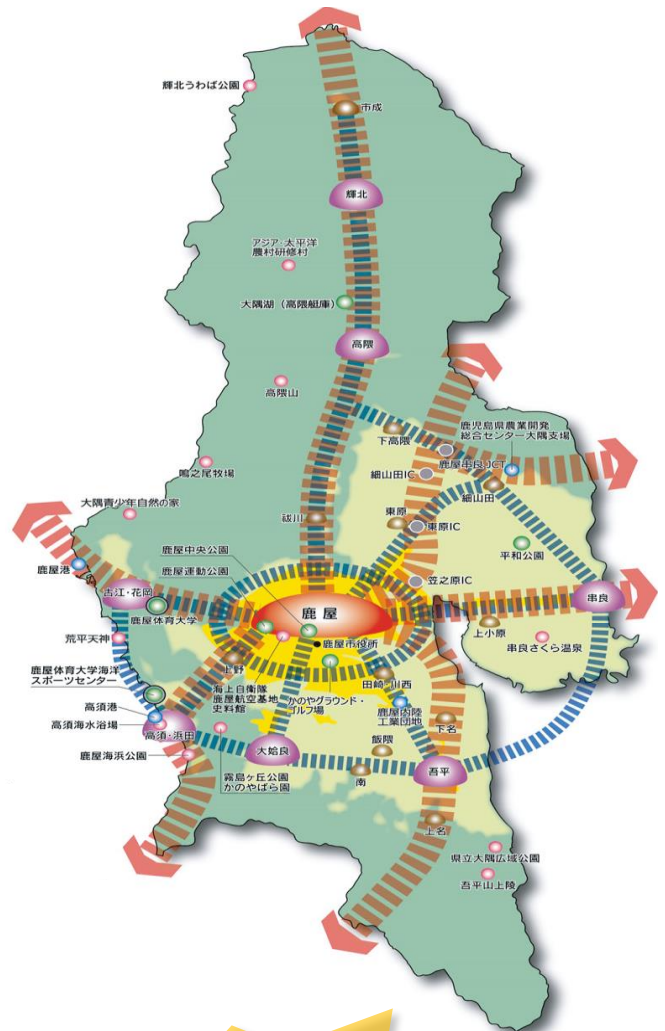 輝北うわば公園
市成
輝北
アジア・太平洋
農村研修村
大隅湖（高隈艇庫）
高隈
高隈山
下高隈
鹿児島県農業開発
総合センター大隅支場
鹿屋串良JCT
細山田IC
細山田
鳴之尾牧場
大隅青少年自然の家
祓川
東原
東原IC
平和公園
鹿屋中央公園
鹿屋運動公園
鹿屋港
笠之原IC
古江・花岡
鹿屋体育大学
鹿屋
串良
上小原
荒平天神
鹿屋市役所
串良さくら温泉
上野
鹿屋体育大学海洋
スポーツセンター
海上自衛隊
鹿屋航空基地
史料館
かのやグラウンド・
ゴルフ場
田崎・川西
鹿屋内陸
工業団地
高須港
高須海水浴場
高須・浜田
下名
鹿屋海浜公園
大姶良
飯隈
吾平
霧島ヶ丘公園
かのやばら園
南
上名
県立大隅広域公園
吾平山上陵